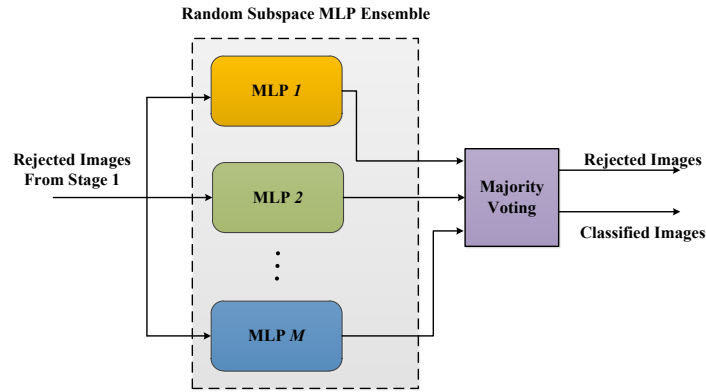 Random Subspace MLP Ensemble
MLP 1
Rejected Images
From Stage 1
MLP 2
MLP M
Majority
Voting
Rejected Images
Classified Images